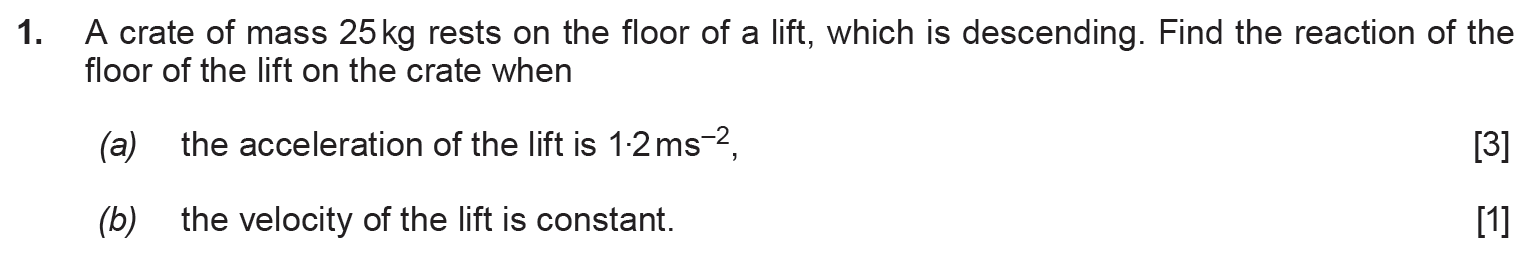 1. A crate of mass 25 kg rests on the floor of a lift, which is descending. Find the reaction of the
floor of the lift on the crate when
(a) the acceleration of the lift is 1·2 ms⁻², [3]
(b) the velocity of the lift is constant. [1]